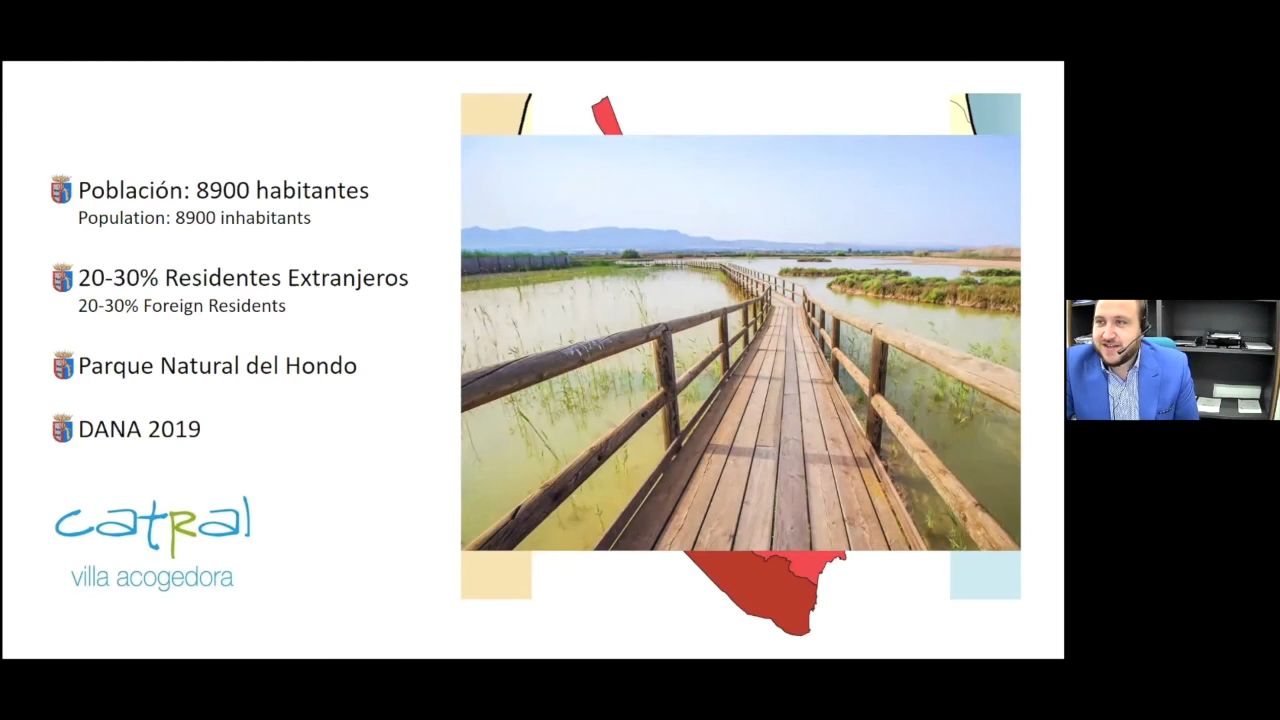 Población: 8900 habitantes
Population: 8900 inhabitants
20-30% Residentes Extranjeros
20-30% Foreign Residents
Parque Natural del Hondo
DANA 2019
catRal
villa acogedora